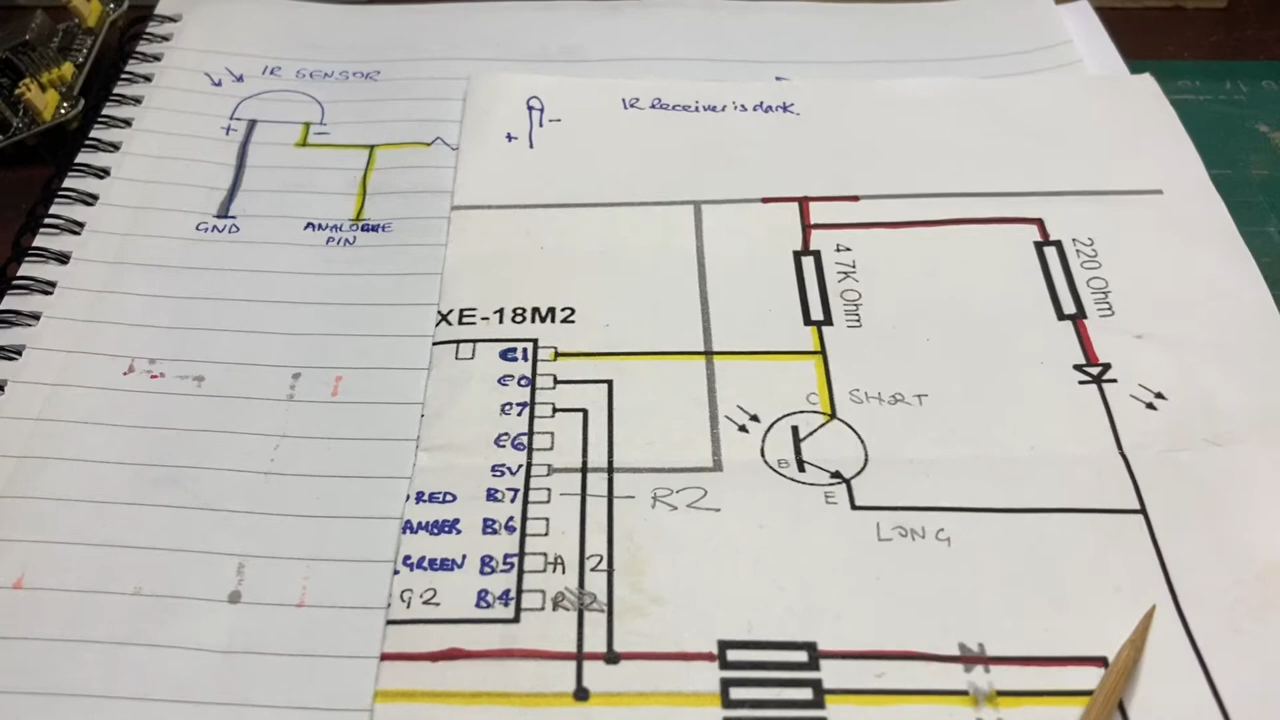 IR SENSOR
+
-
GND
ANALOGUE
PIN
IR Receiver is dark.
+
-
XE-18M2
C1
C0
C7
C6
5V
RED B7
R2
AMBER B6
GREEN B5
A 2
G2 B4
4 7K Ohm
220 Ohm
C
SHORT
B
E
LONG